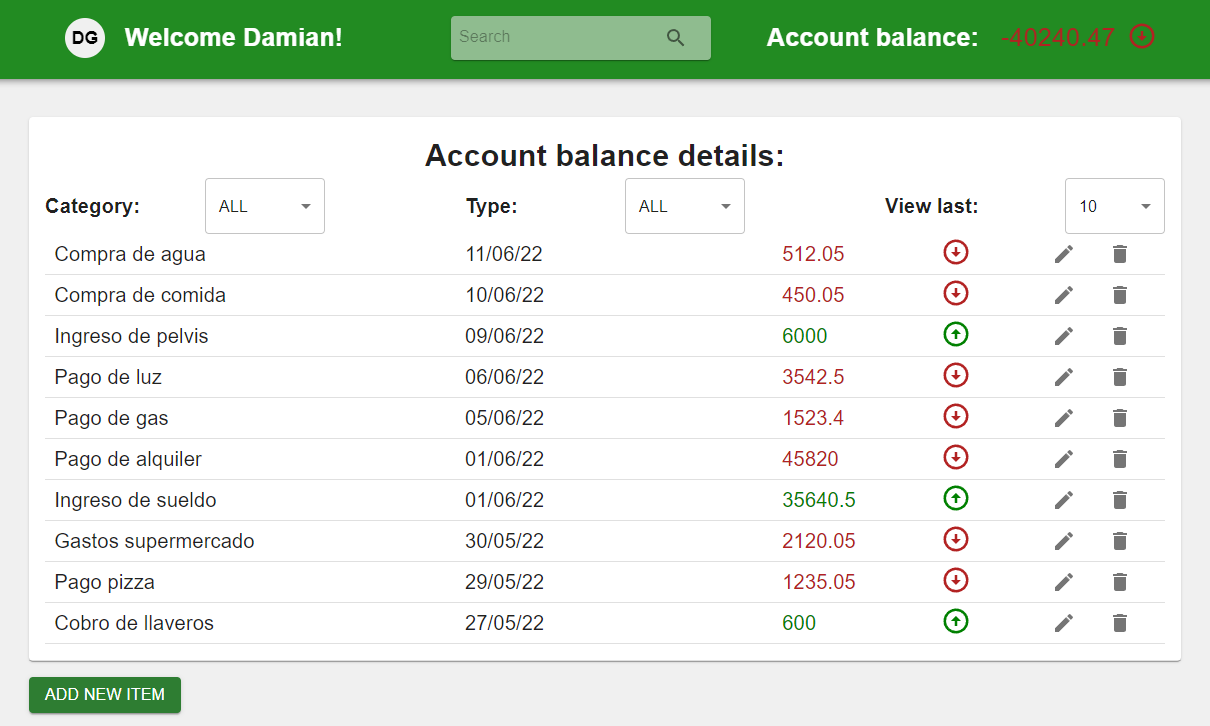 DG Welcome Damian! Search Account balance: -40240.47
Account balance details:
Category: ALL Type: ALL View last: 10
Compra de agua 11/06/22 512.05
Compra de comida 10/06/22 450.05
Ingreso de pelvis 09/06/22 6000
Pago de luz 06/06/22 3542.5
Pago de gas 05/06/22 1523.4
Pago de alquiler 01/06/22 45820
Ingreso de sueldo 01/06/22 35640.5
Gastos supermercado 30/05/22 2120.05
Pago pizza 29/05/22 1235.05
Cobro de llaveros 27/05/22 600
ADD NEW ITEM